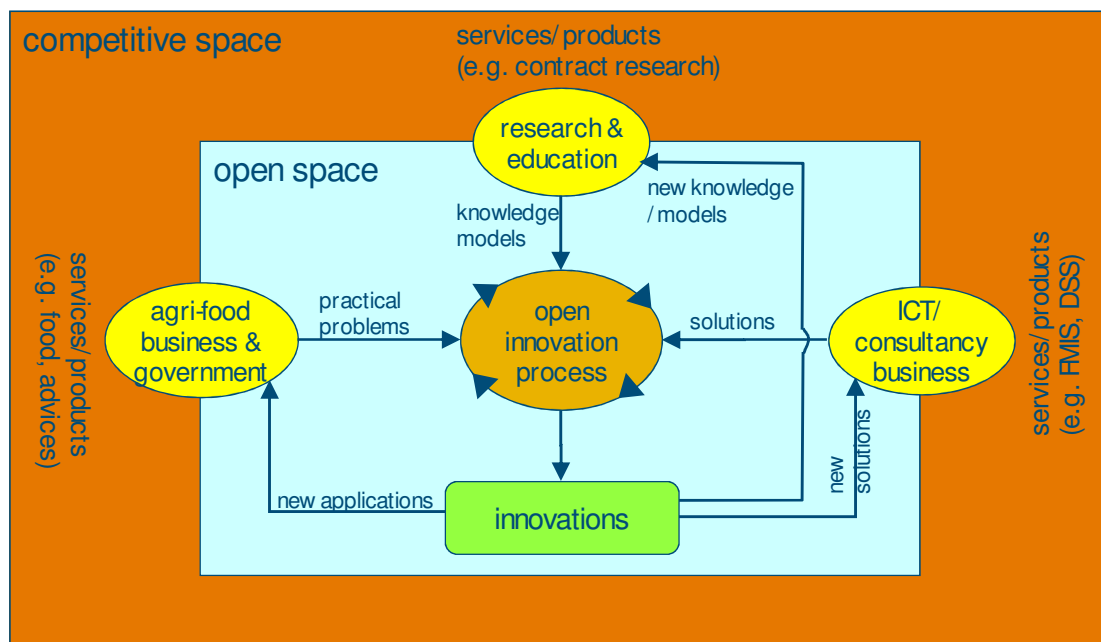 competitive space
services/products
(e.g. contract research)
research &
education
open space
new knowledge
/ models
knowledge
models
services/products
(e.g. food, advices)
agri-food
business &
government
practical
problems
open
innovation
process
solutions
ICT/
consultancy
business
services/products
(e.g. FMIS, DSS)
new applications
innovations
new
solutions